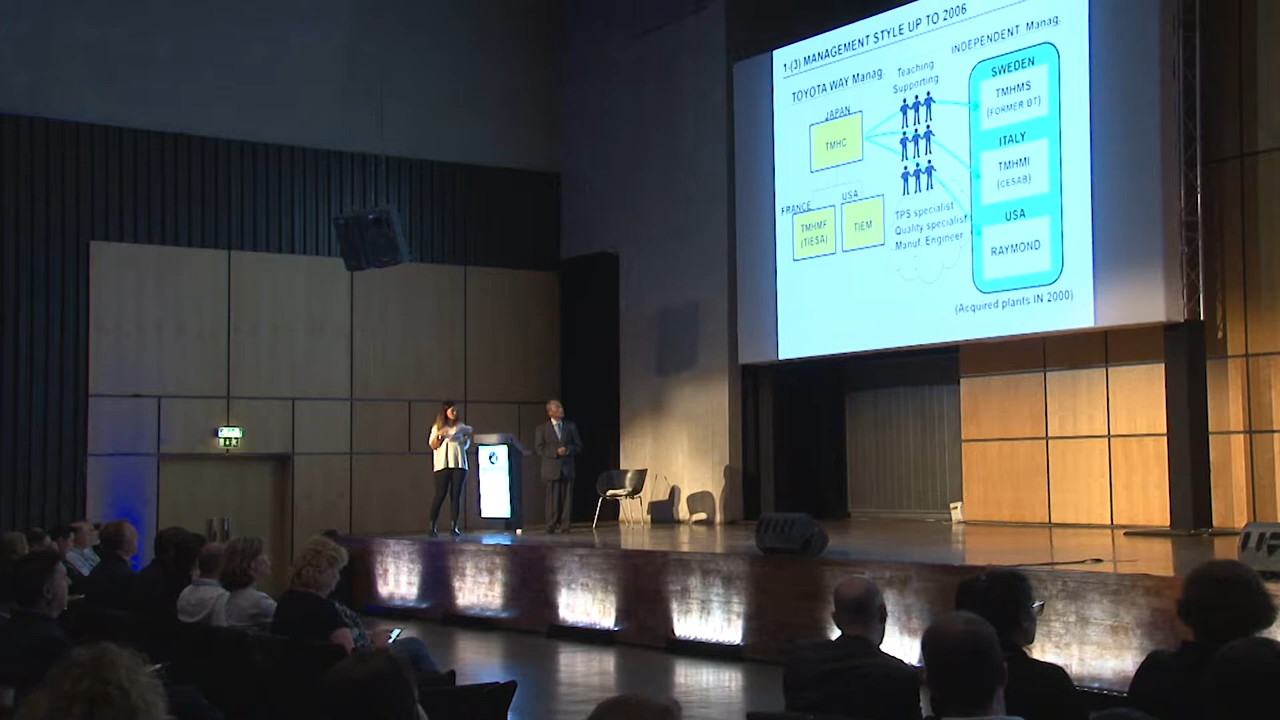 1-(3) MANAGEMENT STYLE UP TO 2006
TOYOTA WAY Manag.
Teaching
Supporting
INDEPENDENT Manag.
JAPAN
TMHC
FRANCE
TMHMF
(TIESA)
USA
TIEM
TPS specialist
Quality specialist
Manuf. Engineer
SWEDEN
TMHMS
(FORMER BT)
ITALY
TMHMI
(CESAB)
USA
RAYMOND
(Acquired plants IN 2000)